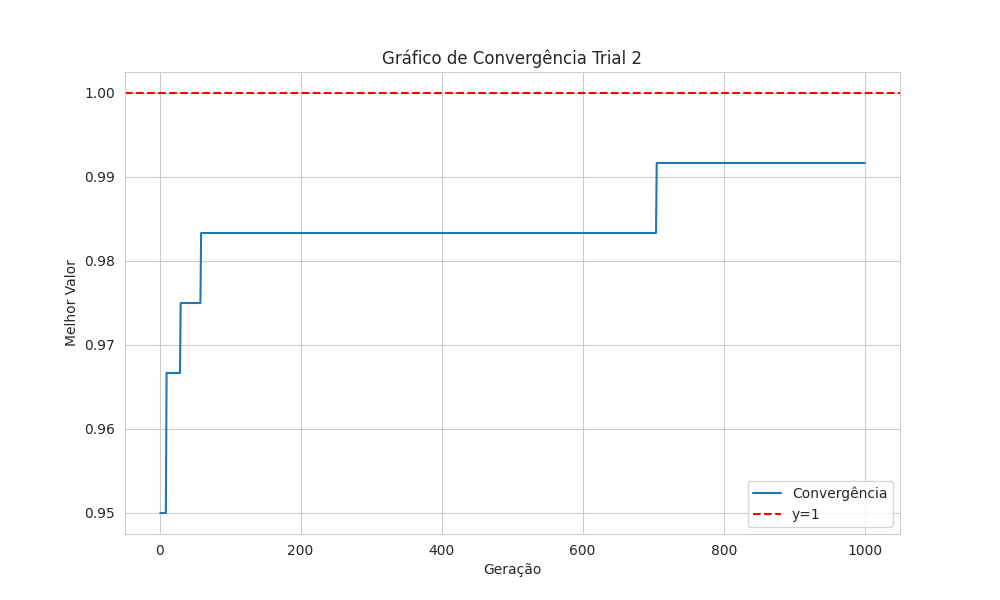 Gráfico de Convergência Trial 2
Melhor Valor
1.00
0.99
0.98
0.97
0.96
0.95
0
200
400
600
800
1000
Geração
Convergência
y=1